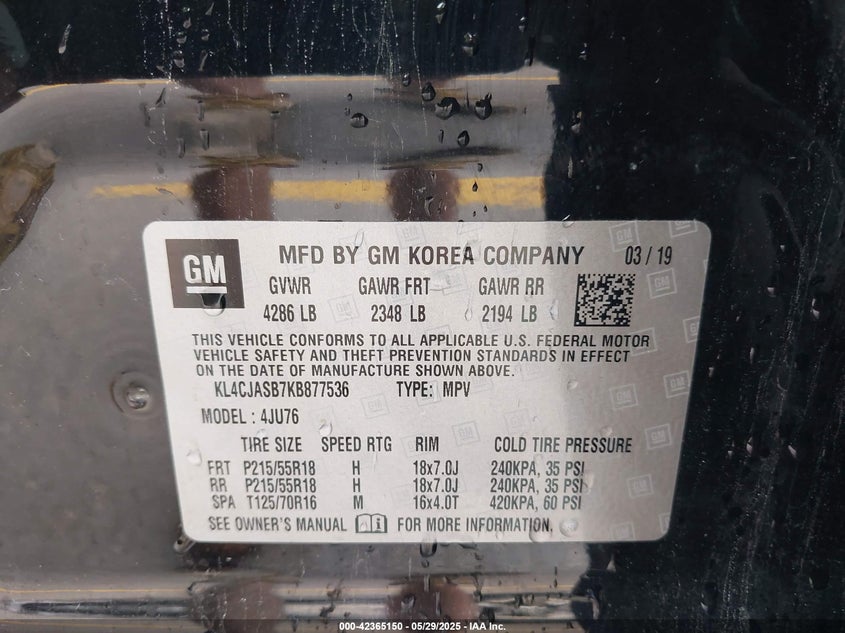 GM
MFD BY GM KOREA COMPANY 03 / 19
GVWR GAWR FRT GAWR RR
4286 LB 2348 LB 2194 LB
THIS VEHICLE CONFORMS TO ALL APPLICABLE U.S. FEDERAL MOTOR
VEHICLE SAFETY AND THEFT PREVENTION STANDARDS IN EFFECT
ON THE DATE OF MANUFACTURE SHOWN ABOVE.
KL4CJASB7KB877536 TYPE: MPV
MODEL : 4JU76
TIRE SIZE SPEED RTG RIM COLD TIRE PRESSURE
FRT P215/55R18 H 18x7.0J 240KPA, 35 PSI
RR P215/55R18 H 18x7.0J 240KPA, 35 PSI
SPA T125/70R16 M 16x4.0T 420KPA, 60 PSI
SEE OWNER'S MANUAL FOR MORE INFORMATION.
000-42365150 - 05/29/2025 - IAA Inc.